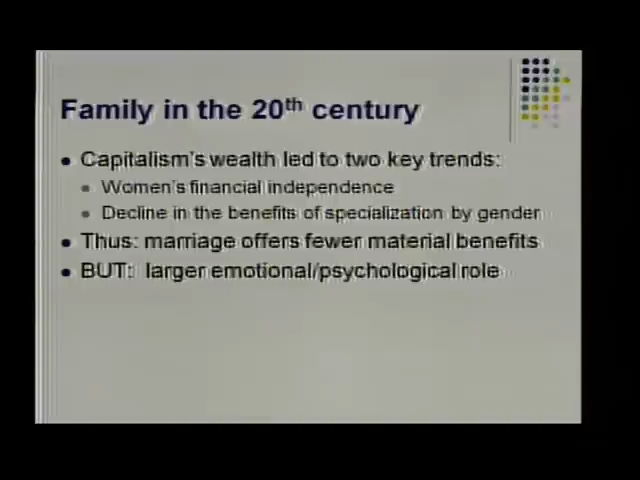 Family in the 20th century
Capitalism's wealth led to two key trends:
Women's financial independence
Decline in the benefits of specialization by gender
Thus: marriage offers fewer material benefits
BUT: larger emotional/psychological role